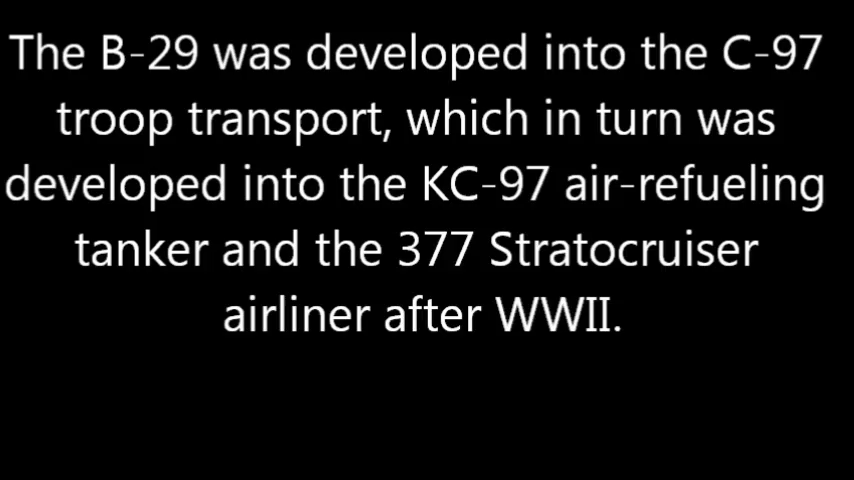 The B-29 was developed into the C-97
troop transport, which in turn was
developed into the KC-97 air-refueling
tanker and the 377 Stratocruiser
airliner after WWII.